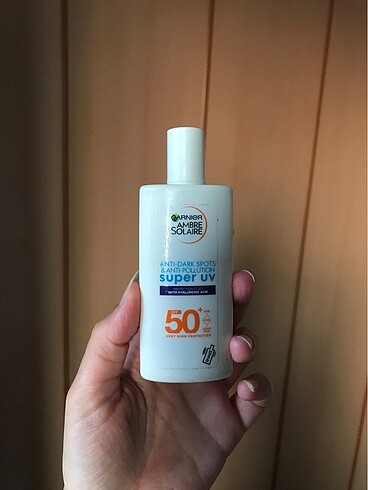 GARNIER
AMBRE
SOLAIRE
ANTI-DARK SPOTS
& ANTI-POLLUTION
super uv
WITH HYALURONIC ACID
50+
VERY HIGH PROTECTION